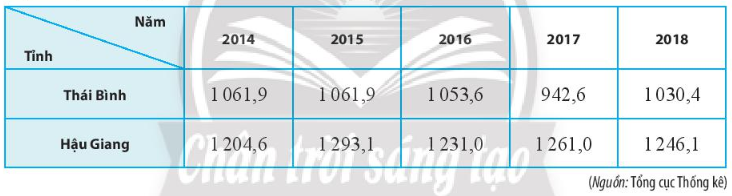 Năm
Tỉnh
2014 2015 2016 2017 2018
Thái Bình 1 061,9 1 061,9 1 053,6 942,6 1 030,4
Hậu Giang 1 204,6 1 293,1 1 231,0 1 261,0 1 246,1
Chân trời sáng tạo
(Nguồn: Tổng cục Thống kê)